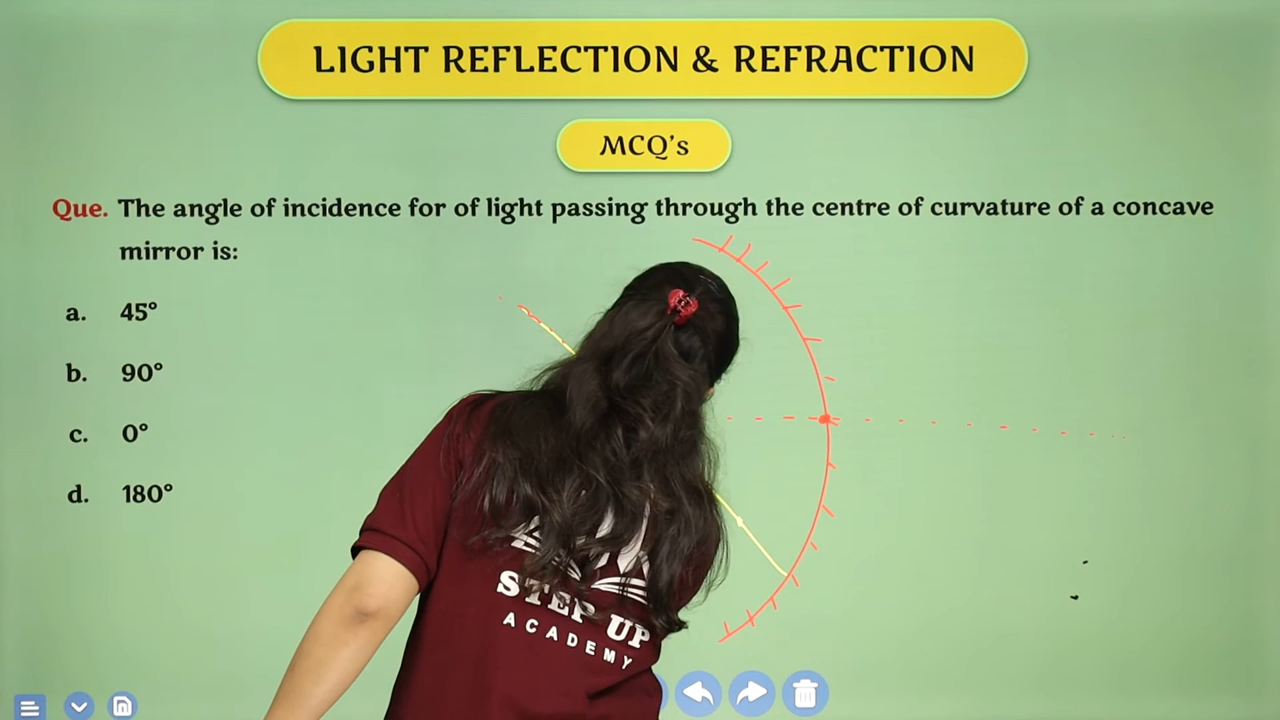 LIGHT REFLECTION & REFRACTION
MCQ's
Que. The angle of incidence for of light passing through the centre of curvature of a concave
mirror is:
a. 45°
b. 90°
c. 0°
d. 180°
STEP UP
ACADEMY